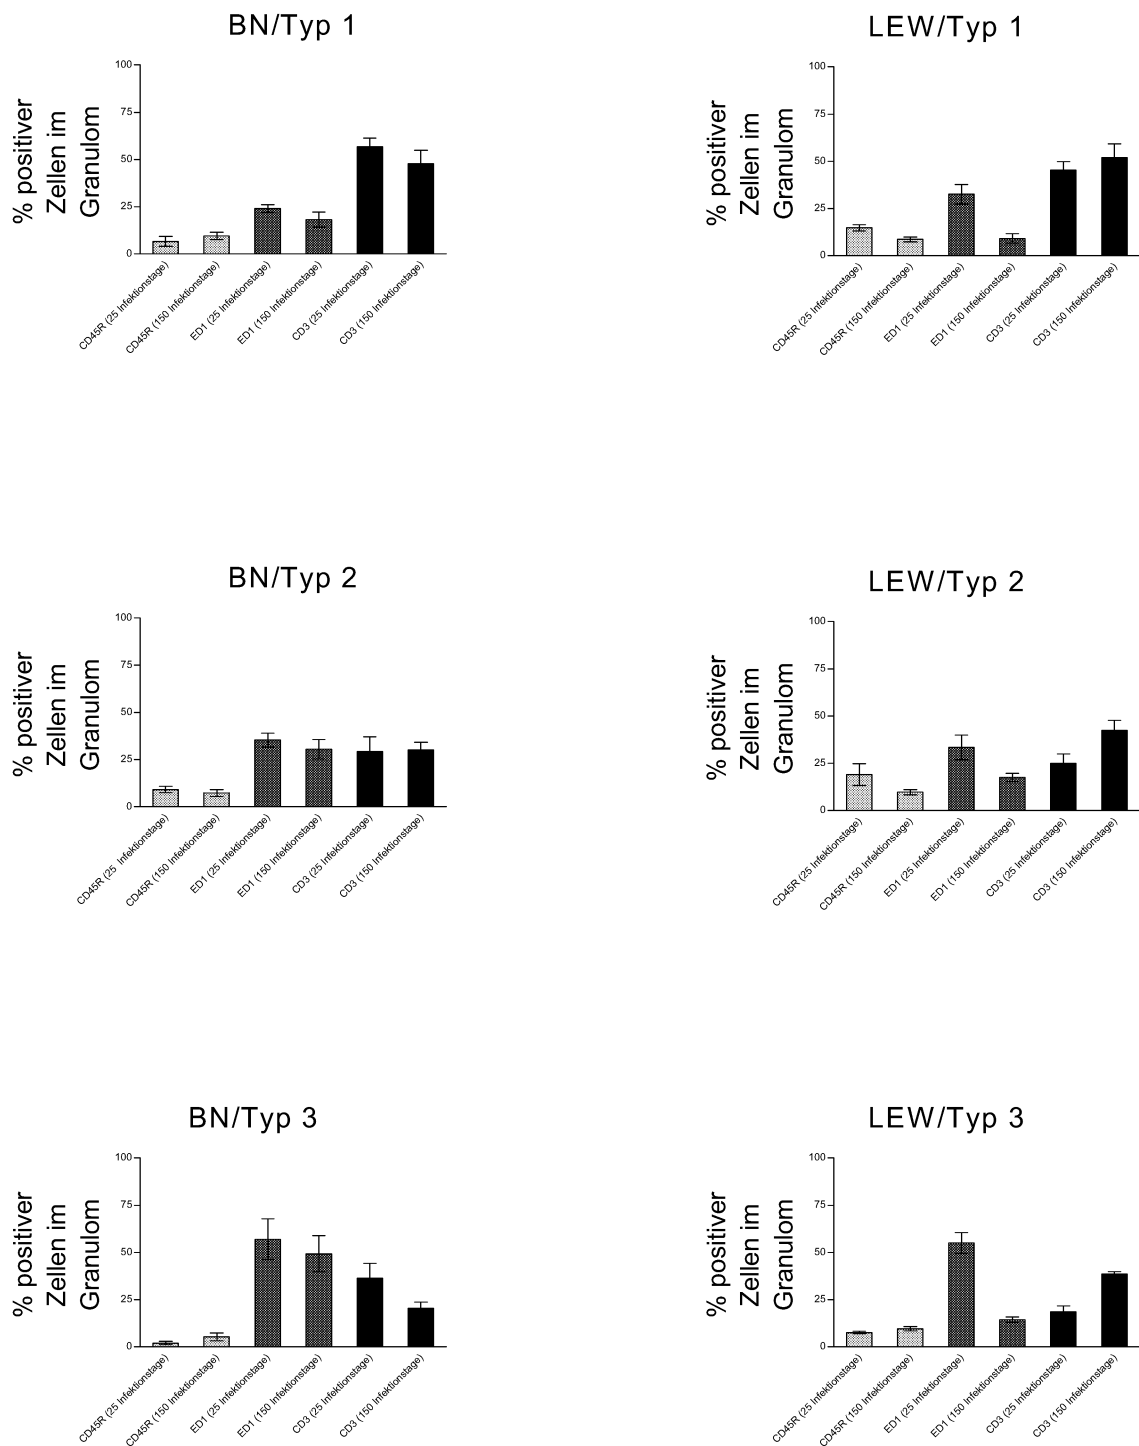 BN/Typ 1
% positiver
Zellen im
Granulom
100
75
50
25
0
CD45R (25 Infektionstage)
CD45R (150 Infektionstage)
ED1 (25 Infektionstage)
ED1 (150 Infektionstage)
CD3 (25 Infektionstage)
CD3 (150 Infektionstage)
LEW/Typ 1
% positiver
Zellen im
Granulom
100
75
50
25
0
CD45R (25 Infektionstage)
CD45R (150 Infektionstage)
ED1 (25 Infektionstage)
ED1 (150 Infektionstage)
CD3 (25 Infektionstage)
CD3 (150 Infektionstage)
BN/Typ 2
% positiver
Zellen im
Granulom
100
75
50
25
0
CD45R (25 Infektionstage)
CD45R (150 Infektionstage)
ED1 (25 Infektionstage)
ED1 (150 Infektionstage)
CD3 (25 Infektionstage)
CD3 (150 Infektionstage)
LEW/Typ 2
% positiver
Zellen im
Granulom
100
75
50
25
0
CD45R (25 Infektionstage)
CD45R (150 Infektionstage)
ED1 (25 Infektionstage)
ED1 (150 Infektionstage)
CD3 (25 Infektionstage)
CD3 (150 Infektionstage)
BN/Typ 3
% positiver
Zellen im
Granulom
100
75
50
25
0
CD45R (25 Infektionstage)
CD45R (150 Infektionstage)
ED1 (25 Infektionstage)
ED1 (150 Infektionstage)
CD3 (25 Infektionstage)
CD3 (150 Infektionstage)
LEW/Typ 3
% positiver
Zellen im
Granulom
100
75
50
25
0
CD45R (25 Infektionstage)
CD45R (150 Infektionstage)
ED1 (25 Infektionstage)
ED1 (150 Infektionstage)
CD3 (25 Infektionstage)
CD3 (150 Infektionstage)